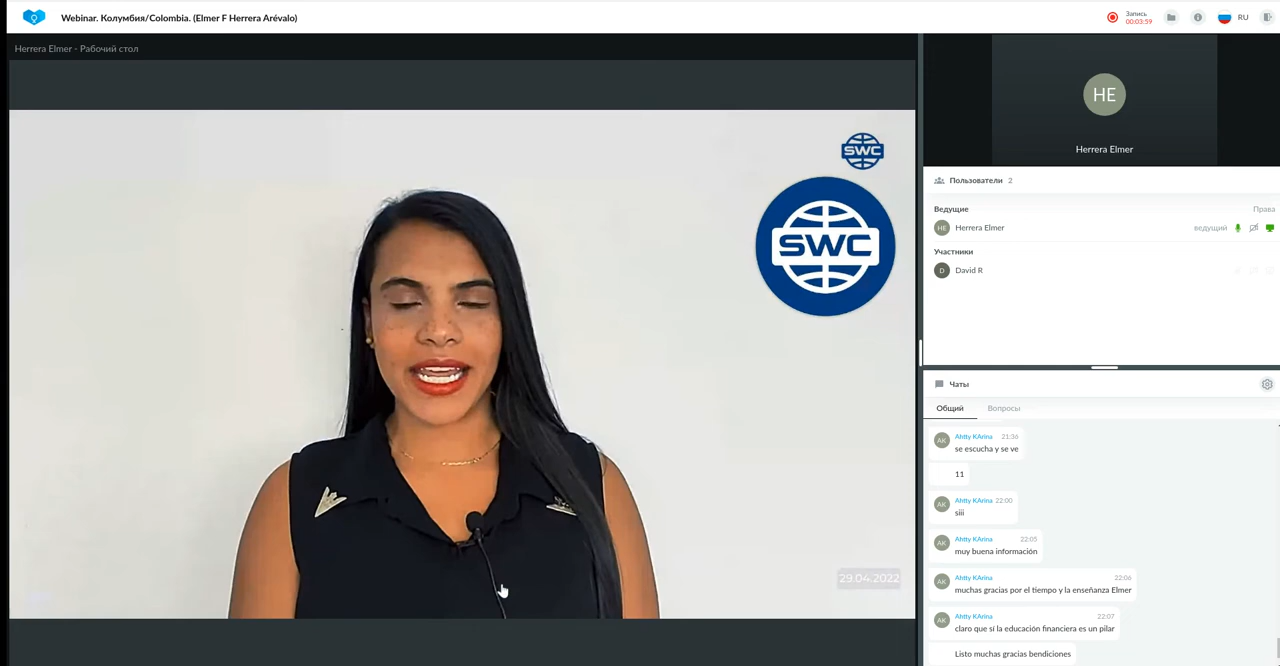 Webinar. Колумбия/Colombia. (Elmer F Herrera Arévalo)
Запись
00:03:59
RU
Herrera Elmer - Рабочий стол
SWC
SWC
29.04.2022
HE
Herrera Elmer
Пользователи 2
Ведущие Права
HE Herrera Elmer ведущий
Участники
D David R
Чаты
Общий Вопросы
AK Ahtty KArina 21:36
se escucha y se ve
11
AK Ahtty KArina 22:00
siii
AK Ahtty KArina 22:05
muy buena información
AK Ahtty KArina 22:06
muchas gracias por el tiempo y la enseñanza Elmer
AK Ahtty KArina 22:07
claro que sí la educación financiera es un pilar
Listo muchas gracias bendiciones